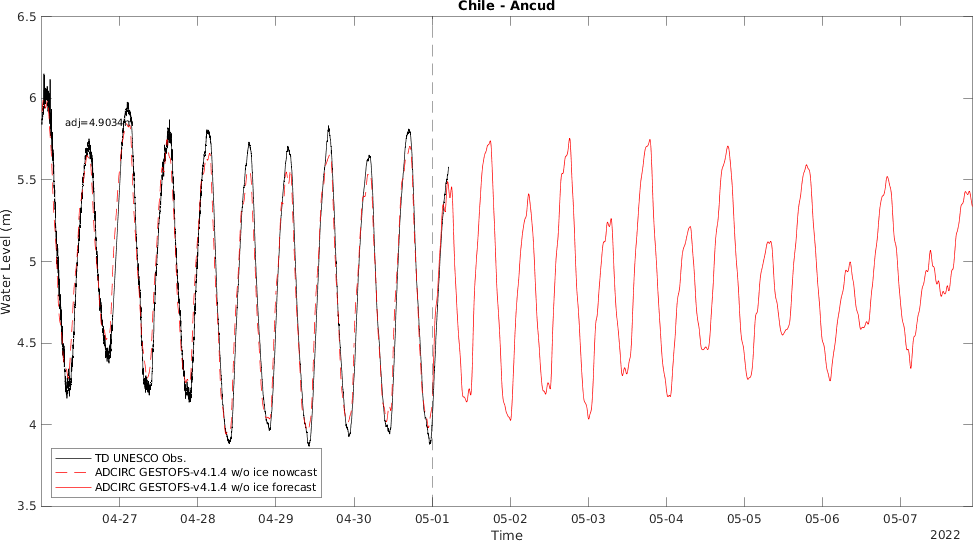 Chile - Ancud
6.5
6
5.5
5
4.5
4
3.5
Water Level (m)
adj=4.9034m
TD UNESCO Obs.
ADCIRC GESTOFS-v4.1.4 w/o ice nowcast
ADCIRC GESTOFS-v4.1.4 w/o ice forecast
04-27 04-28 04-29 04-30 05-01 05-02 05-03 05-04 05-05 05-06 05-07
Time
2022